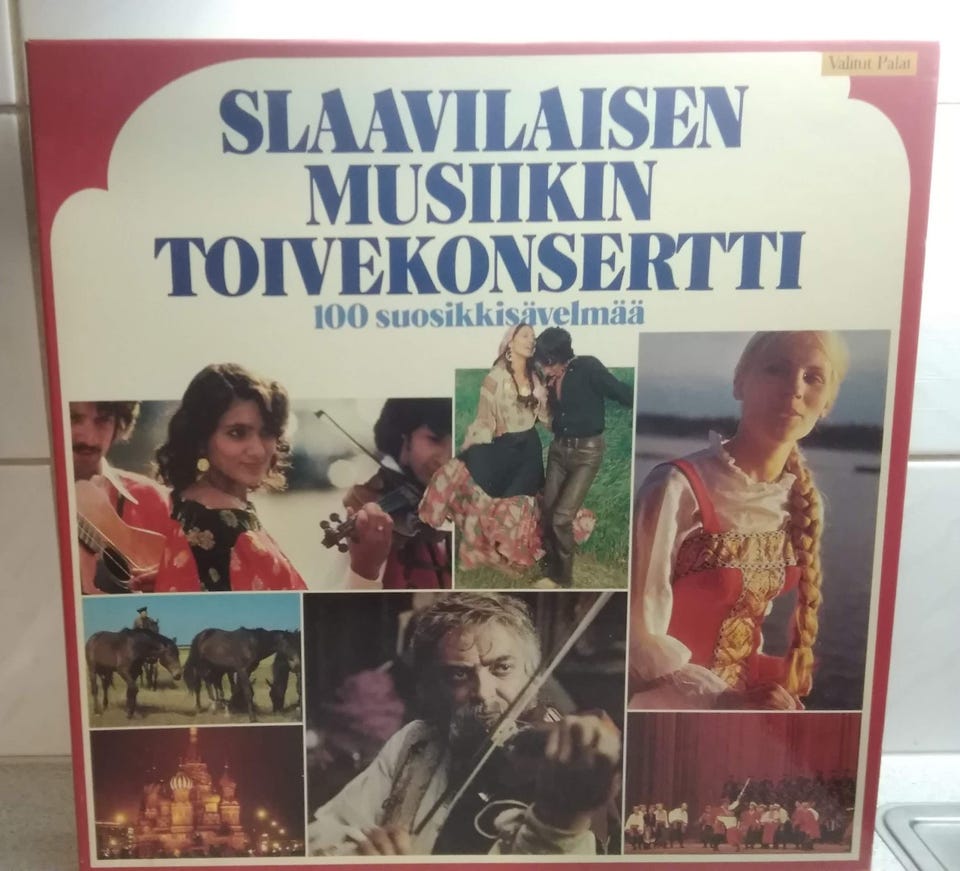 Valitut Palat
SLAAVILAISEN
MUSIIKIN
TOIVEKONSERTTI
100 suosikkisävelmää